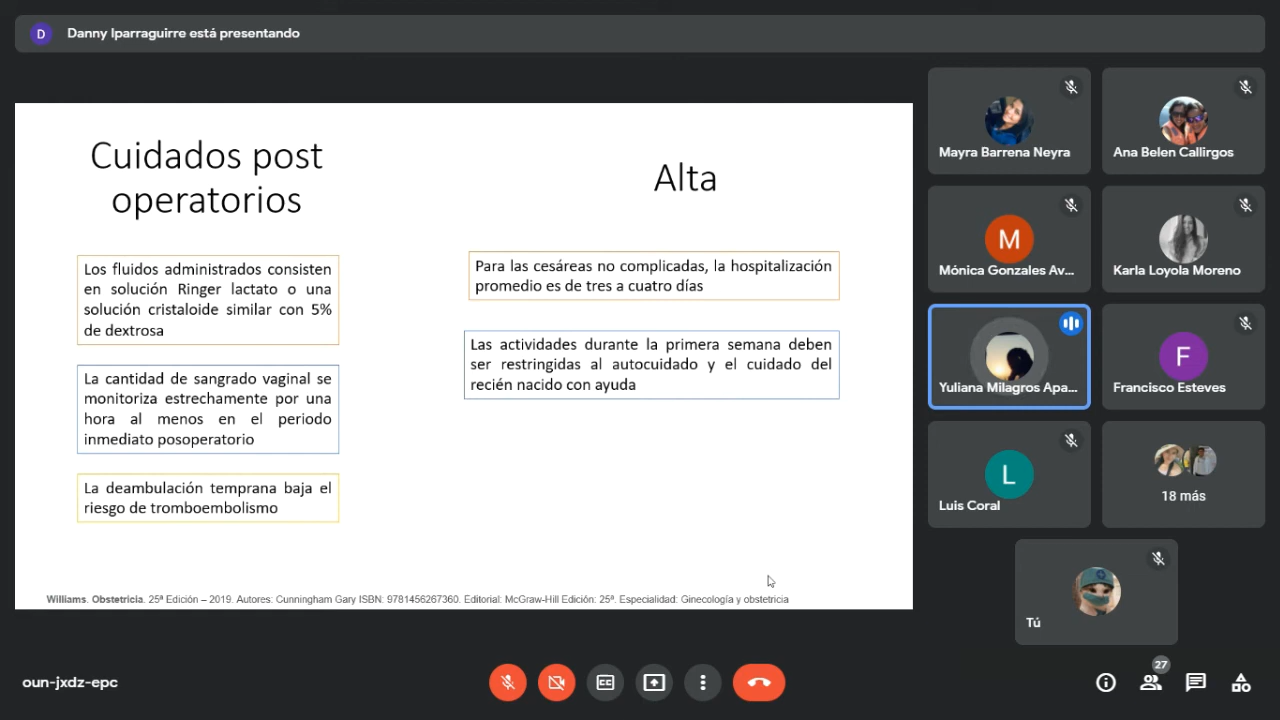 D
Danny Iparraguirre está presentando
Cuidados post
operatorios
Los fluidos administrados consisten
en solución Ringer lactato o una
solución cristaloide similar con 5%
de dextrosa
La cantidad de sangrado vaginal se
monitoriza estrechamente por una
hora al menos en el periodo
inmediato posoperatorio
La deambulación temprana baja el
riesgo de tromboembolismo
Alta
Para las cesáreas no complicadas, la hospitalización
promedio es de tres a cuatro días
Las actividades durante la primera semana deben
ser restringidas al autocuidado y el cuidado del
recién nacido con ayuda
Williams. Obstetricia. 25ª Edición – 2019. Autores: Cunningham Gary ISBN: 9781456267360. Editorial: McGraw-Hill Edición: 25ª. Especialidad: Ginecología y obstetricia
Mayra Barrena Neyra
Ana Belen Callirgos
M
Mónica Gonzales Av...
Karla Loyola Moreno
Yuliana Milagros Apa...
F
Francisco Esteves
L
Luis Coral
18 más
Tú
oun-jxdz-epc
CC
27